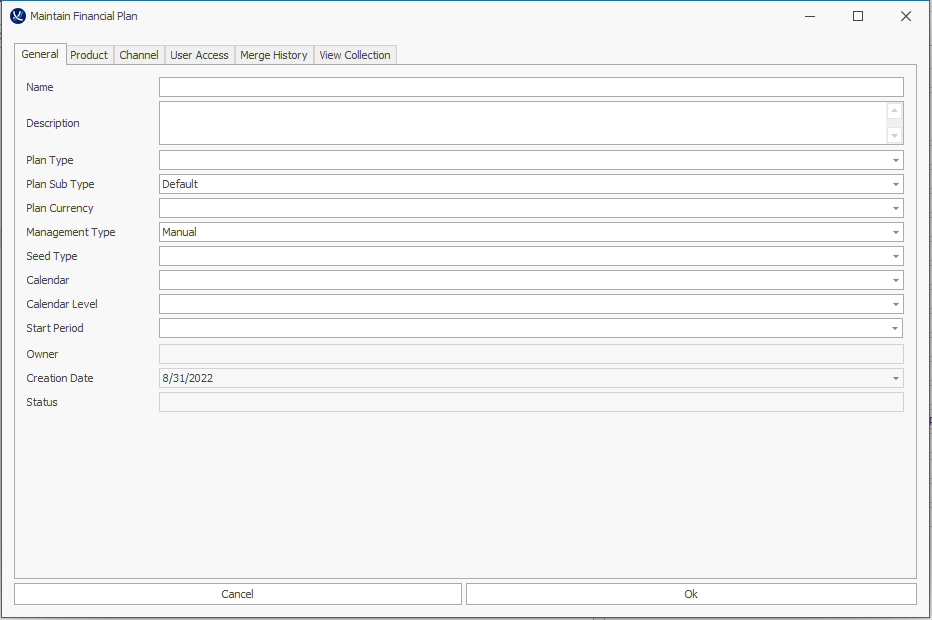 Maintain Financial Plan
General Product Channel User Access Merge History View Collection
Name
Description
Plan Type
Plan Sub Type Default
Plan Currency
Management Type Manual
Seed Type
Calendar
Calendar Level
Start Period
Owner
Creation Date 8/31/2022
Status
Cancel Ok